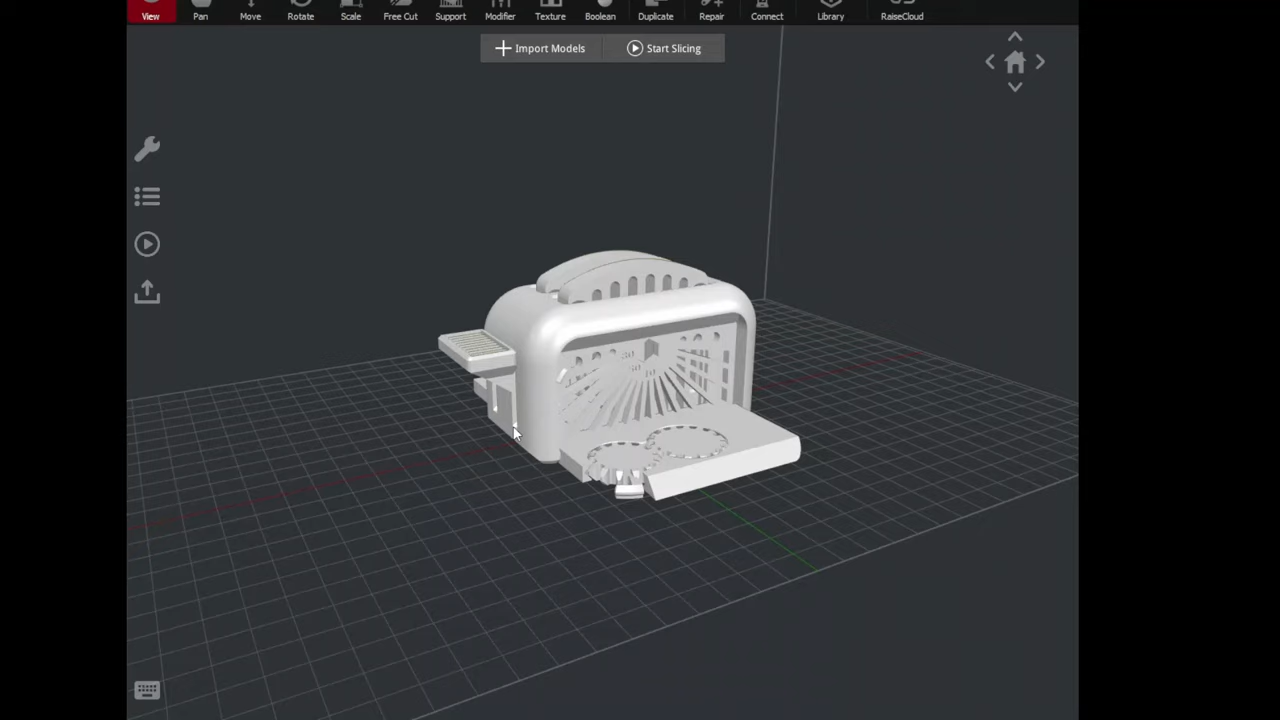 View Pan Move Rotate Scale Free Cut Support Modifier Texture Boolean Duplicate Repair Connect Library RaiseCloud
Import Models Start Slicing